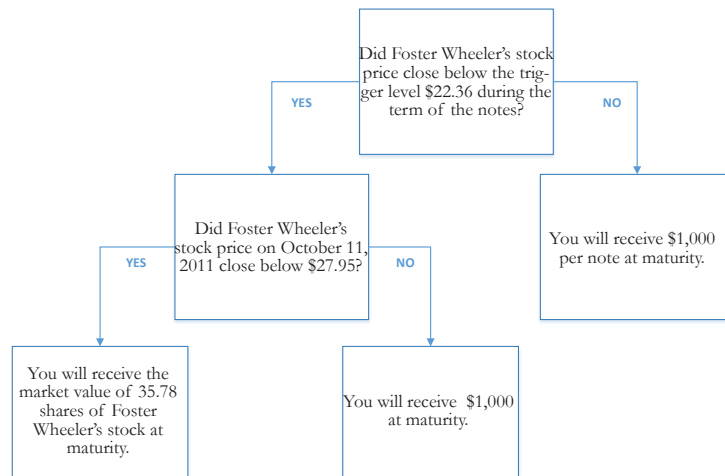 Did Foster Wheeler's stock
price close below the trig-
ger level $22.36 during the
term of the notes?
YES
NO
Did Foster Wheeler's
stock price on October 11,
2011 close below $27.95?
You will receive $1,000
per note at maturity.
YES
NO
You will receive the
market value of 35.78
shares of Foster
Wheeler's stock at
maturity.
You will receive $1,000
at maturity.